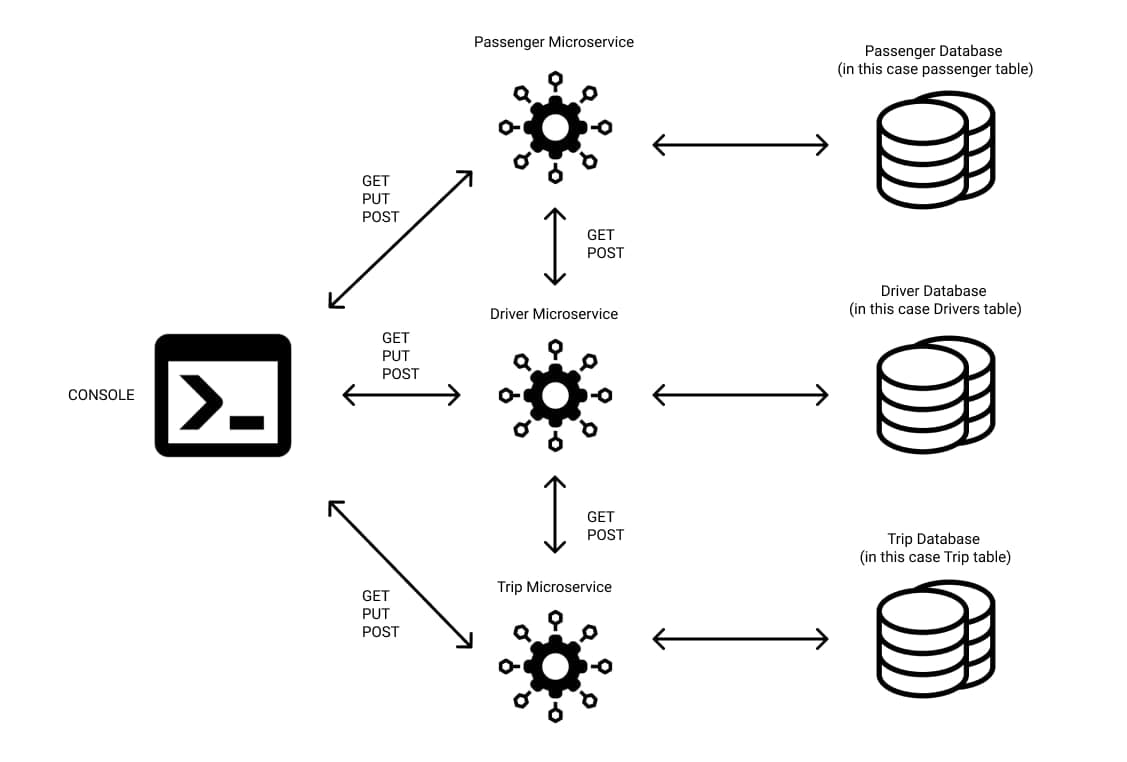 Passenger Microservice
Passenger Database
(in this case passenger table)
GET
PUT
POST
GET
POST
Driver Database
(in this case Drivers table)
Driver Microservice
GET
PUT
POST
CONSOLE
GET
POST
Trip Database
(in this case Trip table)
Trip Microservice
GET
PUT
POST